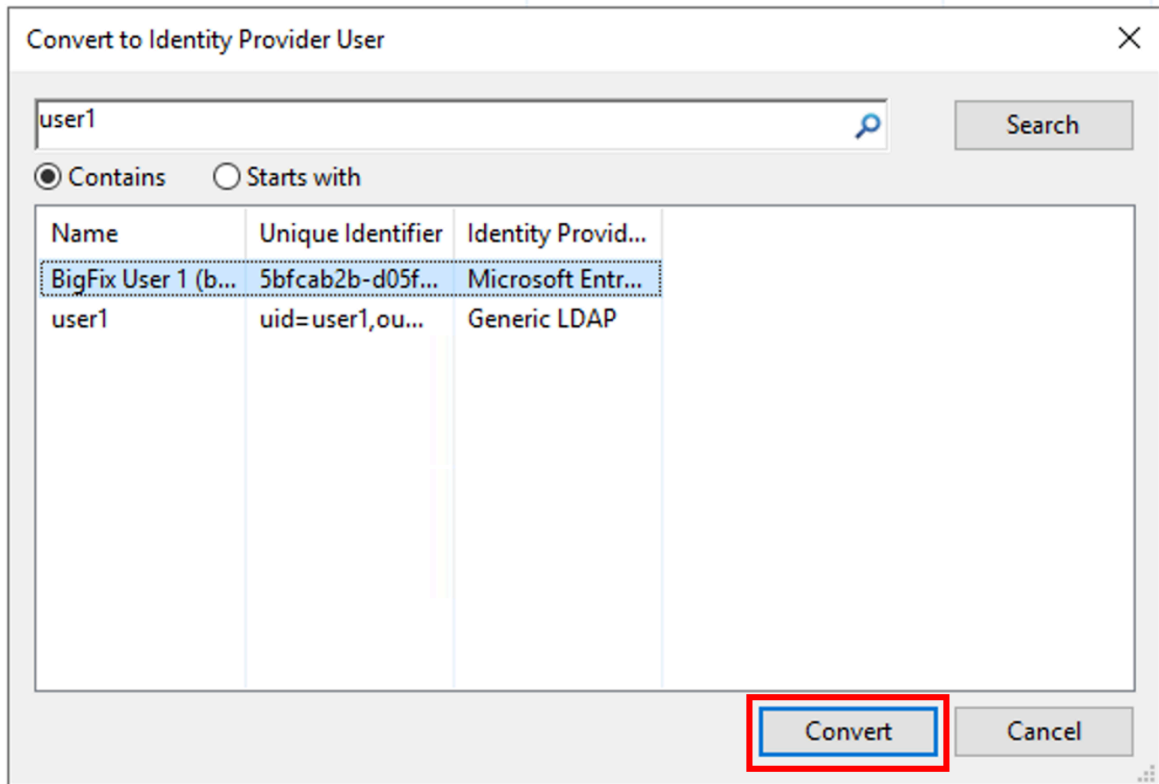 Convert to Identity Provider User
user1 Search
Contains Starts with
Name Unique Identifier Identity Provid...
BigFix User 1 (b... 5bfcab2b-d05f... Microsoft Entr...
user1 uid=user1,ou... Generic LDAP
Convert Cancel